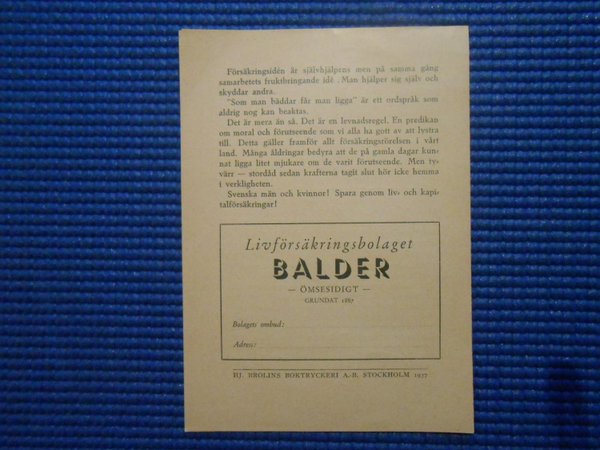 Försäkringsidén är självhjälpens men på samma gång
samarbetets fruktbringande idé. Man hjälper sig själv och
skyddar andra.
"Som man bäddar får man ligga" är ett ordspråk som
aldrig nog kan beaktas.
Det är mera än så. Det är en levnadsregel. En predikan
om moral och förutseende som vi alla ha gott av att lystra
till. Detta gäller framför allt försäkringsrörelsen i vårt
land. Många åldringar bedyra att de på gamla dagar kun-
nat ligga litet mjukare om de varit förutseende. Men ty-
värr — stordåd sedan krafterna tagit slut hör icke hemma
i verkligheten.
Svenska män och kvinnor! Spara genom liv- och kapi-
talförsäkringar!
Livförsäkringsbolaget
BALDER
— ÖMSESIDIGT —
GRUNDAT 1887
Bolagets ombud:
Adress:
HJ. BROLINS BOKTRYCKERI A.-B. STOCKHOLM 1937